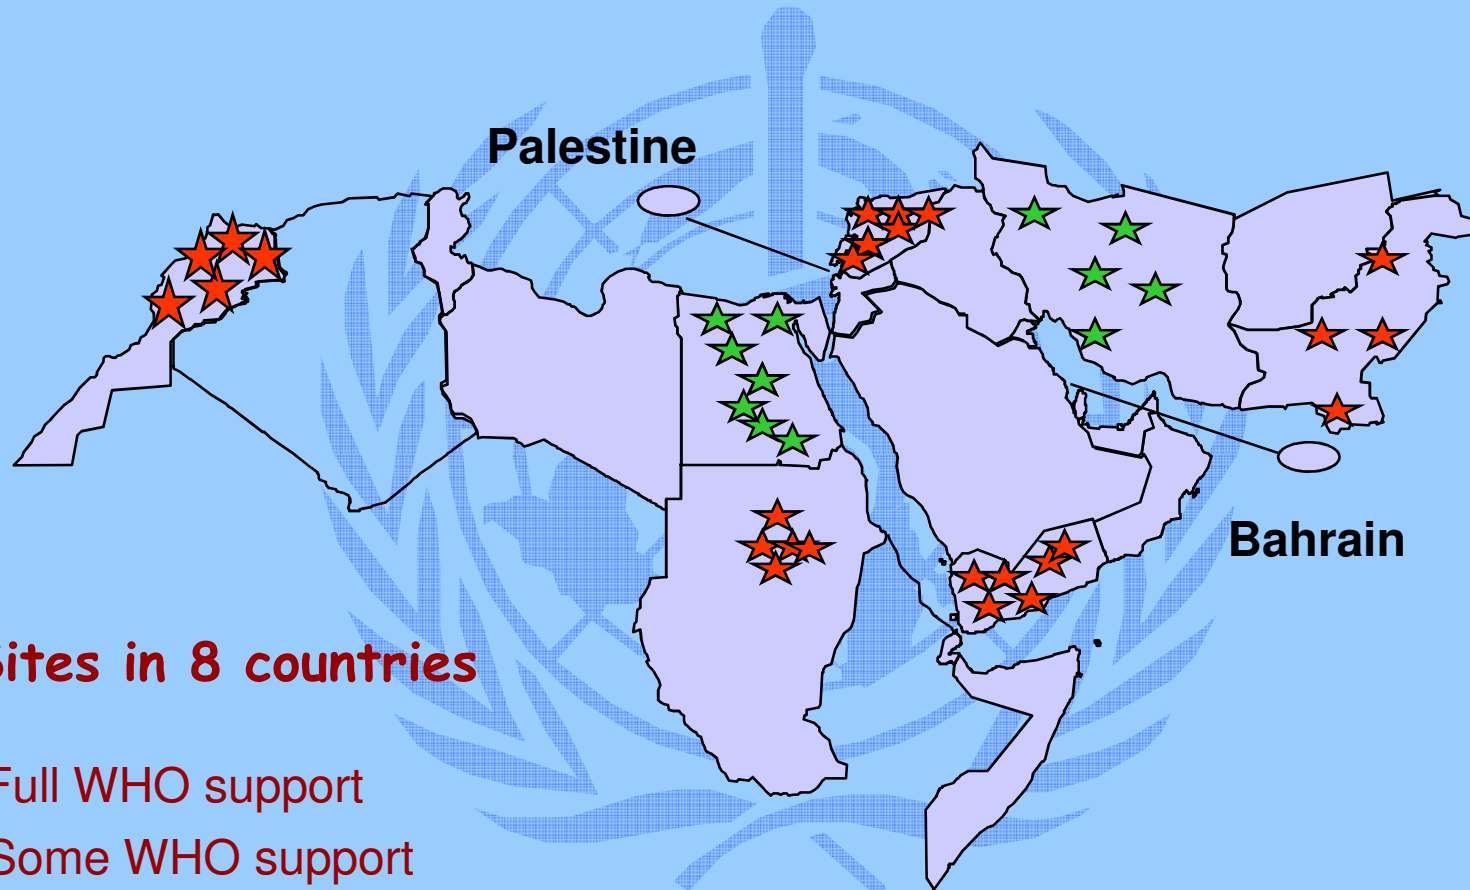 Palestine
Bahrain
ites in 8 countries
Full WHO support
Some WHO support